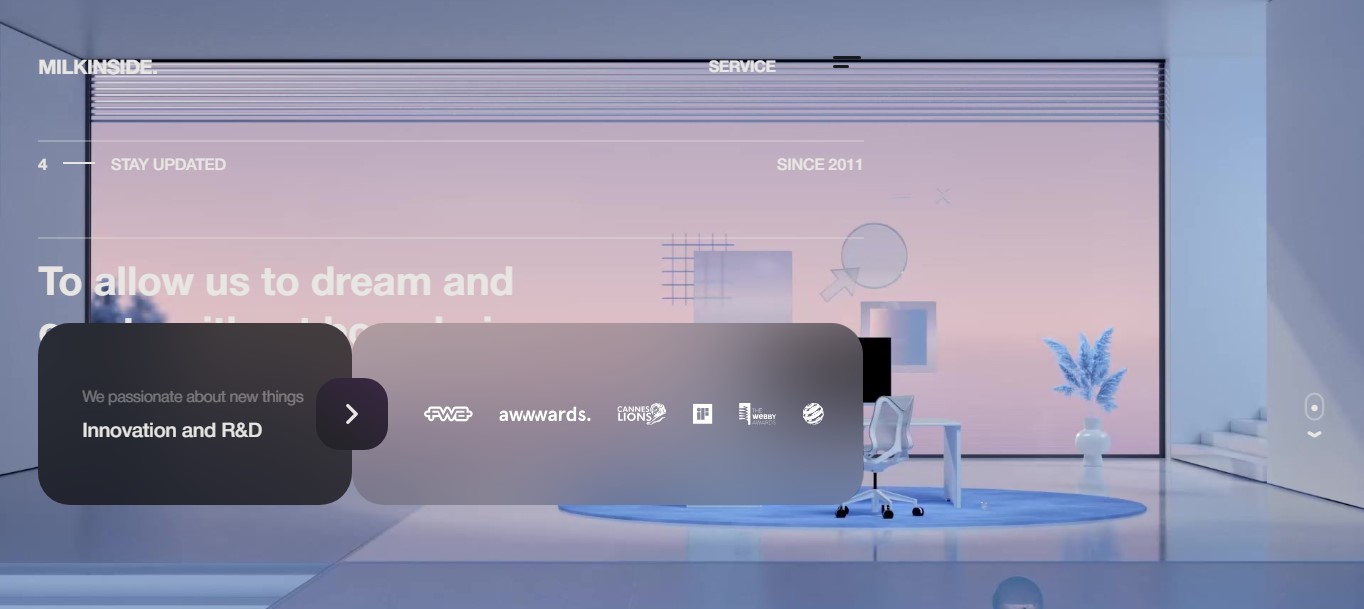 MILKINSIDE.
SERVICE
4 — STAY UPDATED
SINCE 2011
To allow us to dream and
We passionate about new things
Innovation and R&D
FWA
awwwards.
CANNES
LIONS
iF
THE
WEBBY
AWARDS